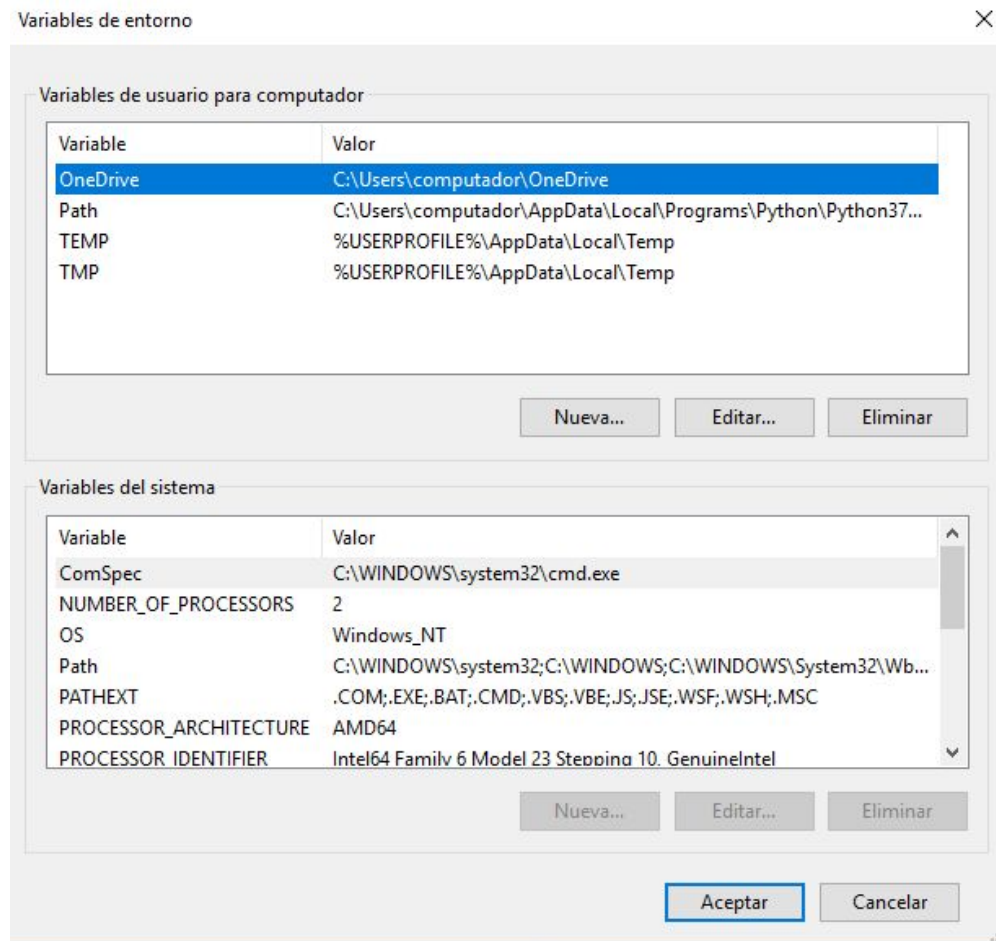 Variables de entorno
Variables de usuario para computador
Variable Valor
OneDrive C:\Users\computador\OneDrive
Path C:\Users\computador\AppData\Local\Programs\Python\Python37...
TEMP %USERPROFILE%\AppData\Local\Temp
TMP %USERPROFILE%\AppData\Local\Temp
Nueva... Editar... Eliminar
Variables del sistema
Variable Valor
ComSpec C:\WINDOWS\system32\cmd.exe
NUMBER_OF_PROCESSORS 2
OS Windows_NT
Path C:\WINDOWS\system32;C:\WINDOWS;C:\WINDOWS\System32\Wb...
PATHEXT .COM;.EXE;.BAT;.CMD;.VBS;.VBE;.JS;.JSE;.WSF;.WSH;.MSC
PROCESSOR_ARCHITECTURE AMD64
PROCESSOR_IDENTIFIER Intel64 Family 6 Model 23 Stepping 10, GenuineIntel
Nueva... Editar... Eliminar
Aceptar Cancelar